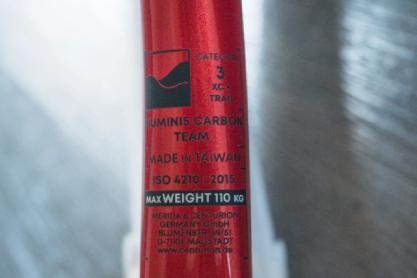 CATEGORY
3
XC -
TRAIL
NUMINIS CARBON
TEAM
MADE IN TAIWAN
ISO 4210 : 2015
MAX WEIGHT 110 KG
MERIDA & CENTURION
GERMANY GmbH
BLUMENSTR. 49/51
D-71106 MAGSTADT
www.centurion.de